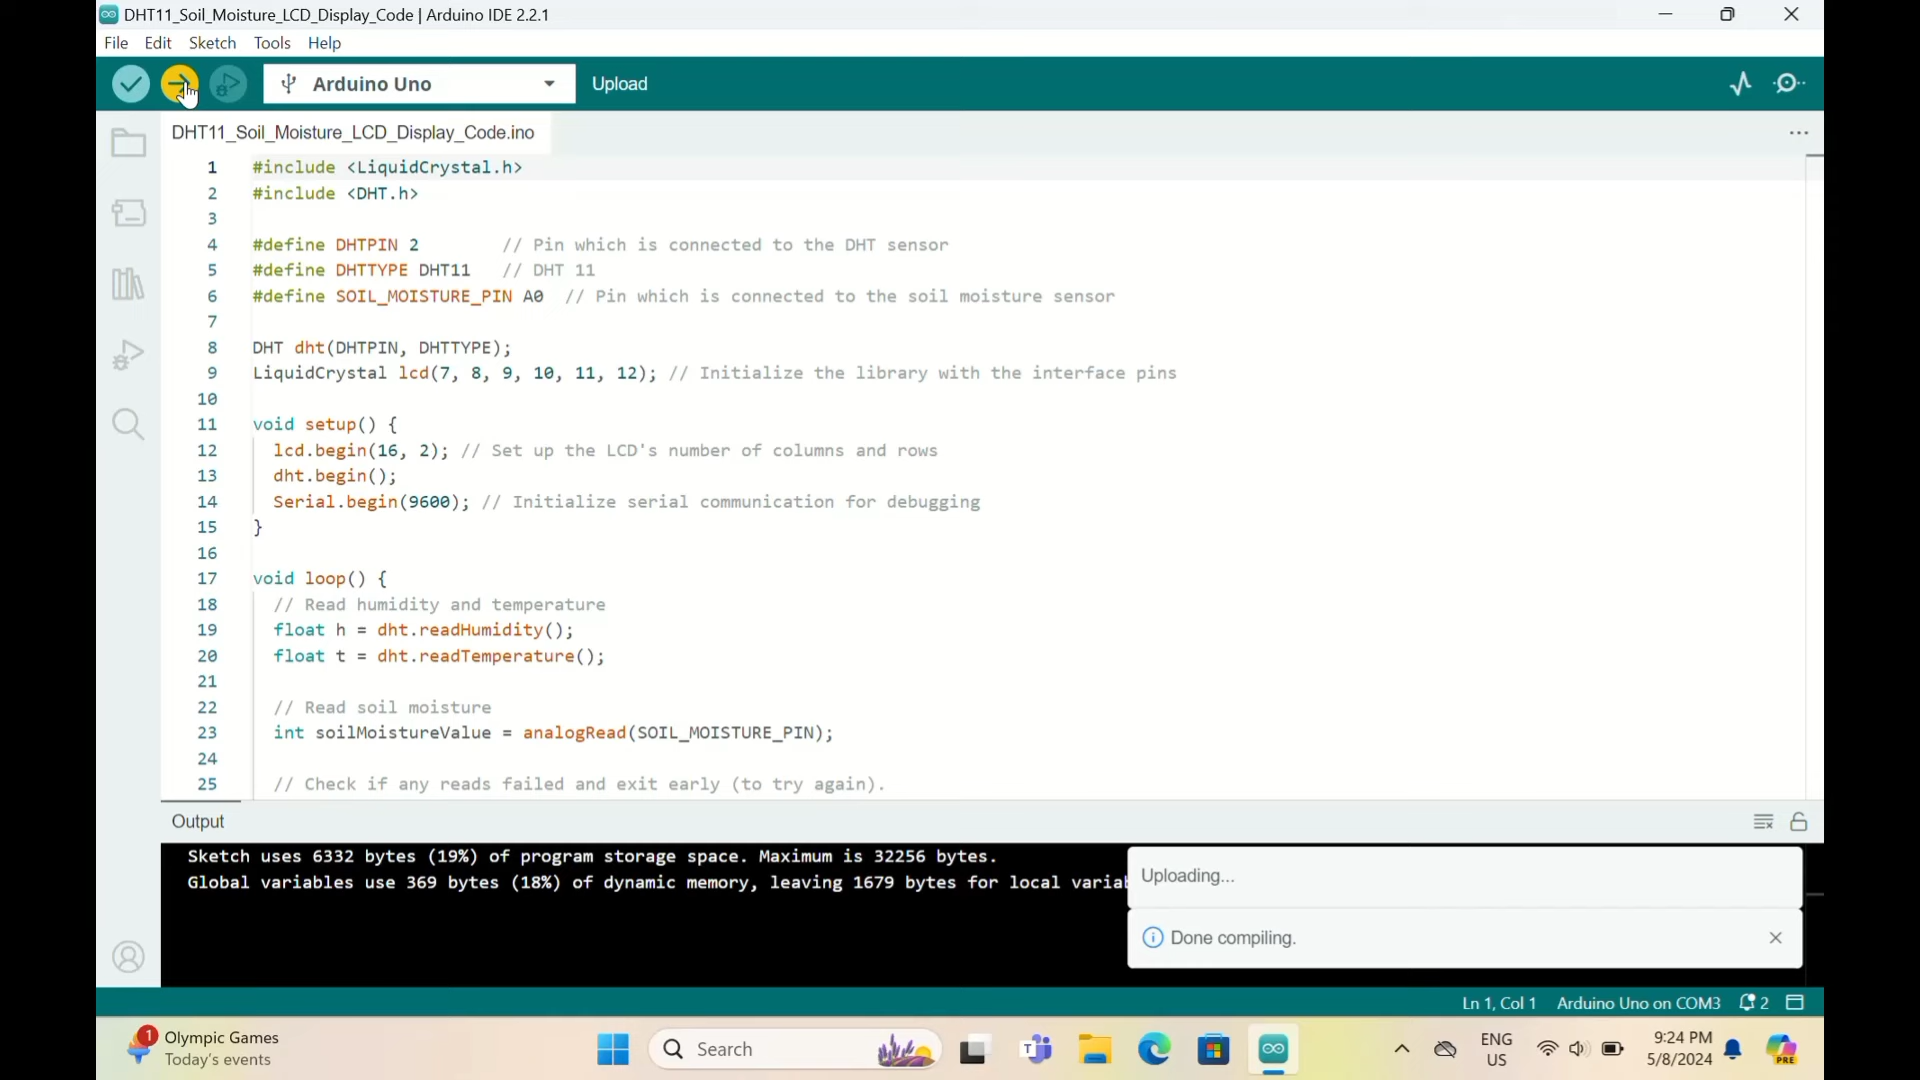 DHT11_Soil_Moisture_LCD_Display_Code | Arduino IDE 2.2.1
File Edit Sketch Tools Help
Arduino Uno
Upload
DHT11_Soil_Moisture_LCD_Display_Code.ino
1 #include <LiquidCrystal.h>
2 #include <DHT.h>
3
4 #define DHTPIN 2 // Pin which is connected to the DHT sensor
5 #define DHTTYPE DHT11 // DHT 11
6 #define SOIL_MOISTURE_PIN A0 // Pin which is connected to the soil moisture sensor
7
8 DHT dht(DHTPIN, DHTTYPE);
9 LiquidCrystal lcd(7, 8, 9, 10, 11, 12); // Initialize the library with the interface pins
10
11 void setup() {
12 lcd.begin(16, 2); // Set up the LCD's number of columns and rows
13 dht.begin();
14 Serial.begin(9600); // Initialize serial communication for debugging
15 }
16
17 void loop() {
18 // Read humidity and temperature
19 float h = dht.readHumidity();
20 float t = dht.readTemperature();
21
22 // Read soil moisture
23 int soilMoistureValue = analogRead(SOIL_MOISTURE_PIN);
24
25 // Check if any reads failed and exit early (to try again).
Output
Sketch uses 6332 bytes (19%) of program storage space. Maximum is 32256 bytes.
Global variables use 369 bytes (18%) of dynamic memory, leaving 1679 bytes for local variab
Uploading...
Done compiling.
Ln 1, Col 1 Arduino Uno on COM3 2
1 Olympic Games
Today's events
Search
T
ENG
US
9:24 PM
5/8/2024
PRE